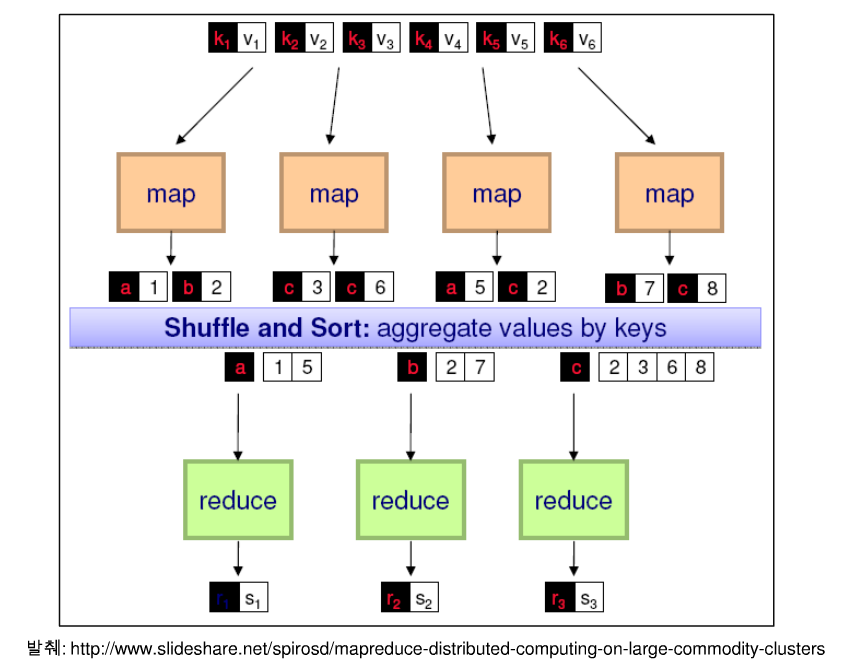 k₁ v₁ k₂ v₂ k₃ v₃ k₄ v₄ k₅ v₅ k₆ v₆
map map map map
a 1 b 2 c 3 c 6 a 5 c 2 b 7 c 8
Shuffle and Sort: aggregate values by keys
a 1 5 b 2 7 c 2 3 6 8
reduce reduce reduce
r₁ s₁ r₂ s₂ r₃ s₃
발췌: http://www.slideshare.net/spirosd/mapreduce-distributed-computing-on-large-commodity-clusters